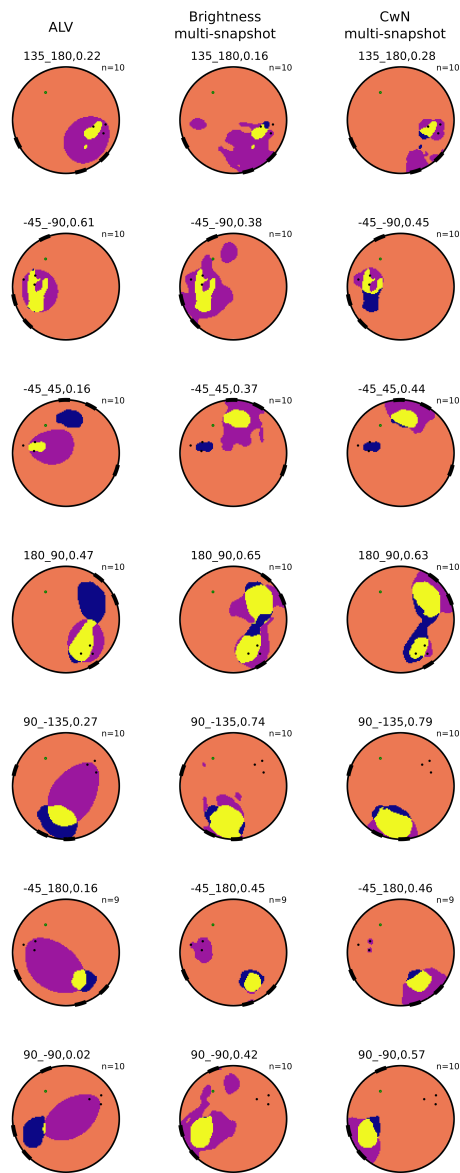 ALV
Brightness
multi-snapshot
CwN
multi-snapshot
135_180,0.22
n=10
135_180,0.16
n=10
135_180,0.28
n=10
-45_-90,0.61
n=10
-45_-90,0.38
n=10
-45_-90,0.45
n=10
-45_45,0.16
n=10
-45_45,0.37
n=10
-45_45,0.44
n=10
180_90,0.47
n=10
180_90,0.65
n=10
180_90,0.63
n=10
90_-135,0.27
n=10
90_-135,0.74
n=10
90_-135,0.79
n=10
-45_180,0.16
n=9
-45_180,0.45
n=9
-45_180,0.46
n=9
90_-90,0.02
n=10
90_-90,0.42
n=10
90_-90,0.57
n=10